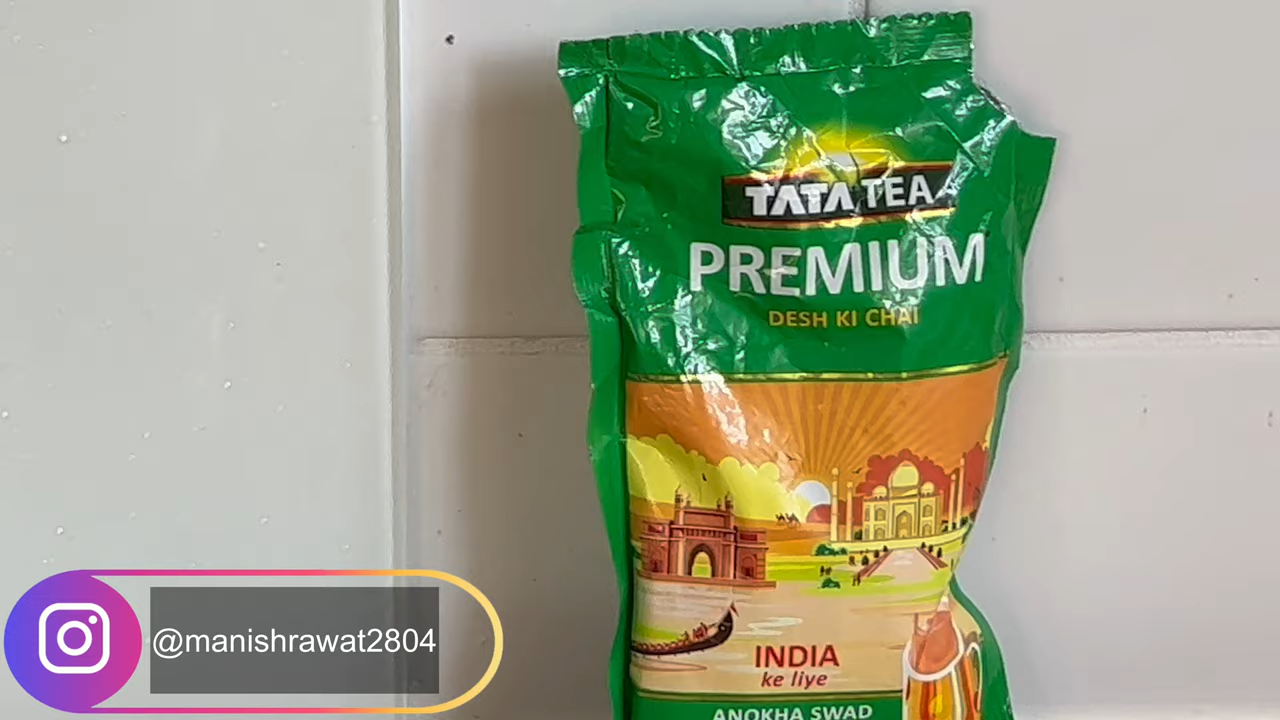 TATA TEA
PREMIUM
DESH KI CHAI
INDIA
ke liye
ANOKHA SWAD
@manishrawat2804